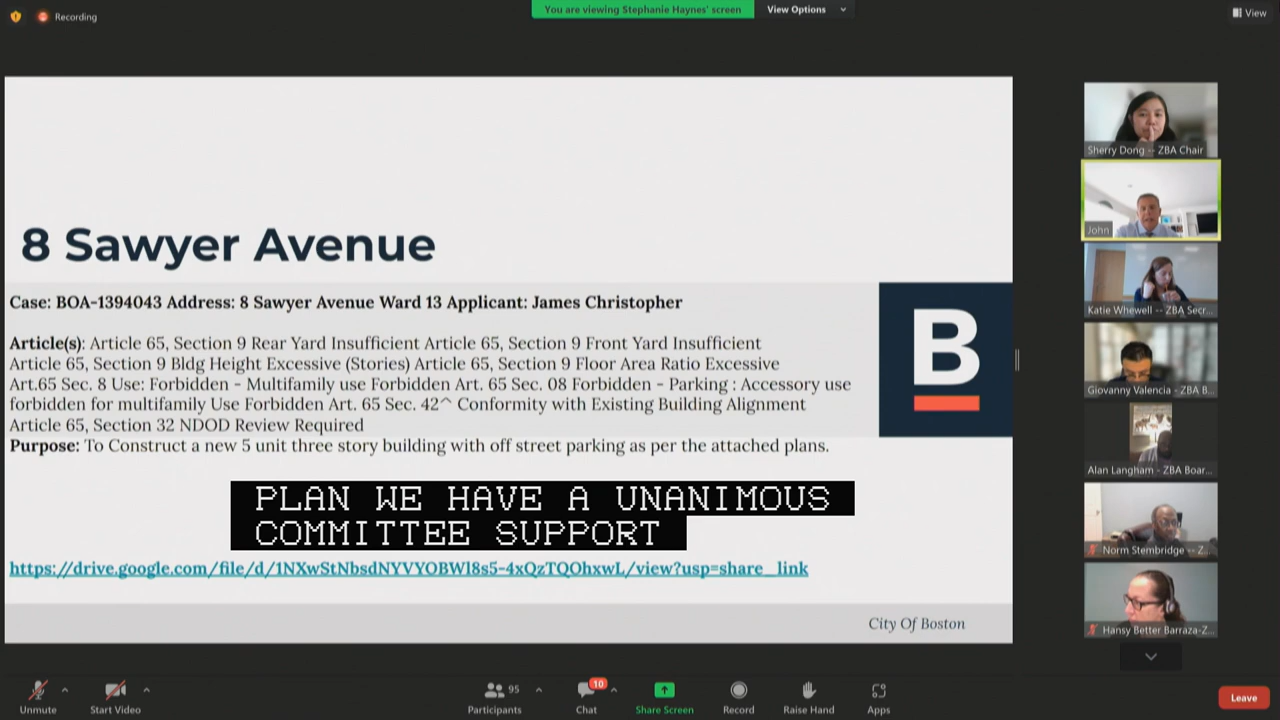 Recording
You are viewing Stephanie Haynes' screen
View Options
View
8 Sawyer Avenue
Case: BOA-1394043 Address: 8 Sawyer Avenue Ward 13 Applicant: James Christopher
Article(s): Article 65, Section 9 Rear Yard Insufficient Article 65, Section 9 Front Yard Insufficient
Article 65, Section 9 Bldg Height Excessive (Stories) Article 65, Section 9 Floor Area Ratio Excessive
Art.65 Sec. 8 Use: Forbidden - Multifamily use Forbidden Art. 65 Sec. 08 Forbidden - Parking : Accessory use
forbidden for multifamily Use Forbidden Art. 65 Sec. 42^ Conformity with Existing Building Alignment
Article 65, Section 32 NDOD Review Required
Purpose: To Construct a new 5 unit three story building with off street parking as per the attached plans.
B
PLAN WE HAVE A UNANIMOUS
COMMITTEE SUPPORT
https://drive.google.com/file/d/1NXwStNbsdNYVYOBWl8s5-4xQzTQOhxwL/view?usp=share_link
City Of Boston
Sherry Dong -- ZBA Chair
John
Katie Whewell -- ZBA Secr...
Giovanny Valencia - ZBA B...
Alan Langham - ZBA Boar...
Norm Stembridge -- Z...
Hansy Better Barraza-Z...
Unmute
Start Video
95
Participants
10
Chat
Share Screen
Record
Raise Hand
Apps
Leave